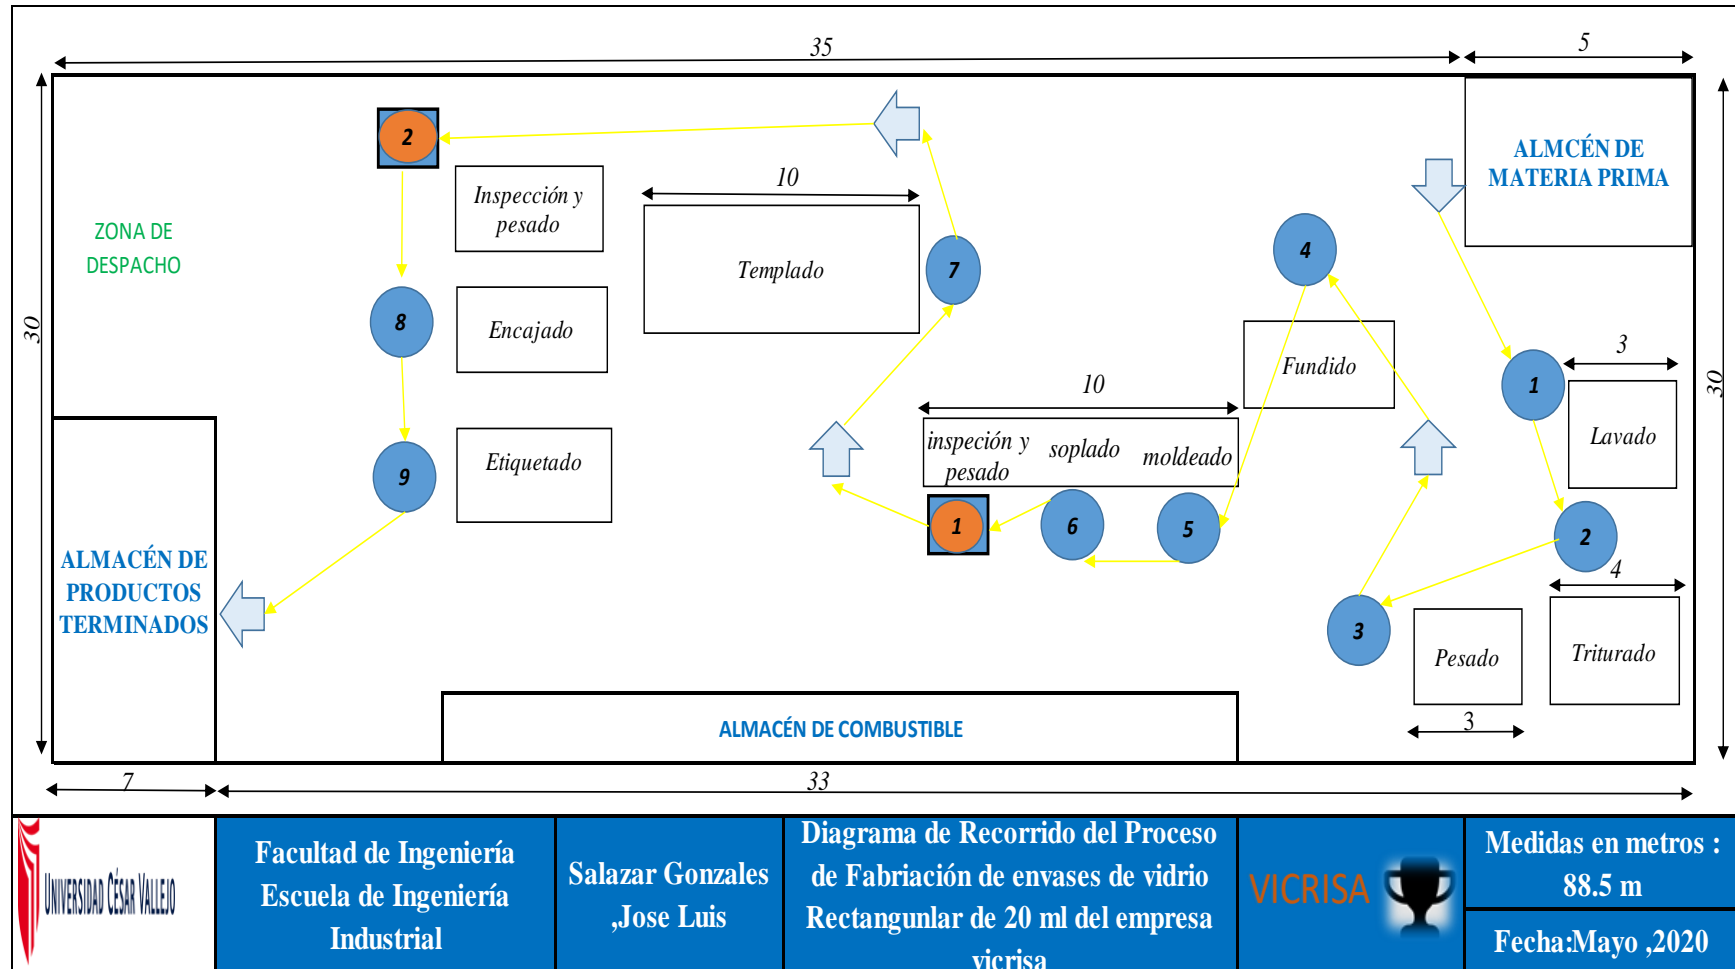 35
5
2
ALMCÉN DE
MATERIA PRIMA
10
Inspección y
pesado
ZONA DE
DESPACHO
4
Templado
7
8
Encajado
30
30
Fundido
3
1
10
Lavado
inspeción y
pesado
soplado
moldeado
Etiquetado
9
1
6
5
2
4
ALMACÉN DE
PRODUCTOS
TERMINADOS
3
Pesado
Triturado
3
ALMACÉN DE COMBUSTIBLE
7
33
UNIVERSIDAD CÉSAR VALLEJO
Facultad de Ingeniería
Escuela de Ingeniería
Industrial
Salazar Gonzales
,Jose Luis
Diagrama de Recorrido del Proceso
de Fabriación de envases de vidrio
Rectangunlar de 20 ml del empresa
vicrisa
VICRISA
Medidas en metros :
88.5 m
Fecha:Mayo ,2020